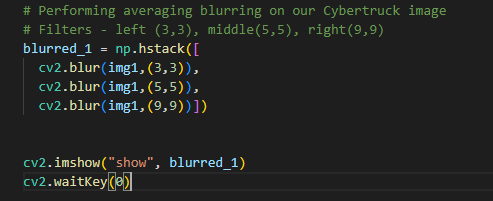 # Performing averaging blurring on our Cybertruck image
# Filters - left (3,3), middle(5,5), right(9,9)
blurred_1 = np.hstack([
  cv2.blur(img1,(3,3)),
  cv2.blur(img1,(5,5)),
  cv2.blur(img1,(9,9))])
cv2.imshow("show", blurred_1)
cv2.waitKey(0)